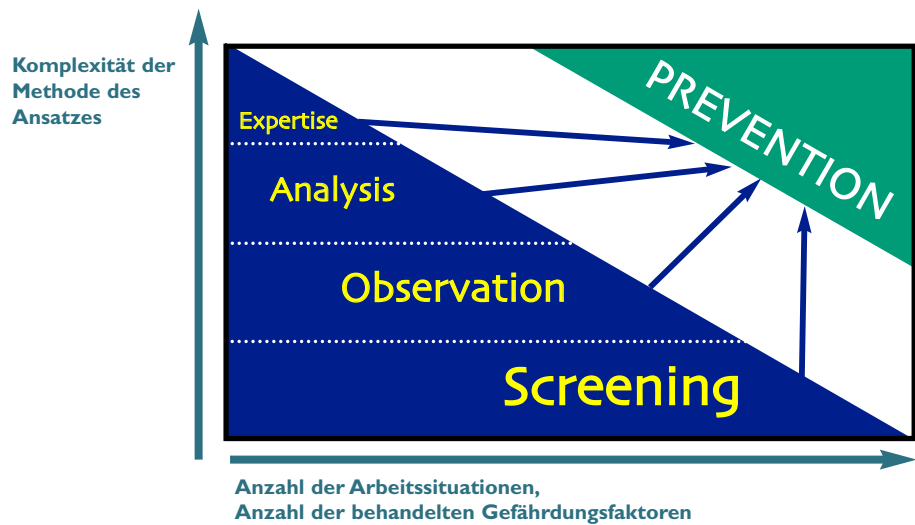 Komplexität der
Methode des
Ansatzes
PREVENTION
Expertise
Analysis
Observation
Screening
Anzahl der Arbeitssituationen,
Anzahl der behandelten Gefährdungsfaktoren